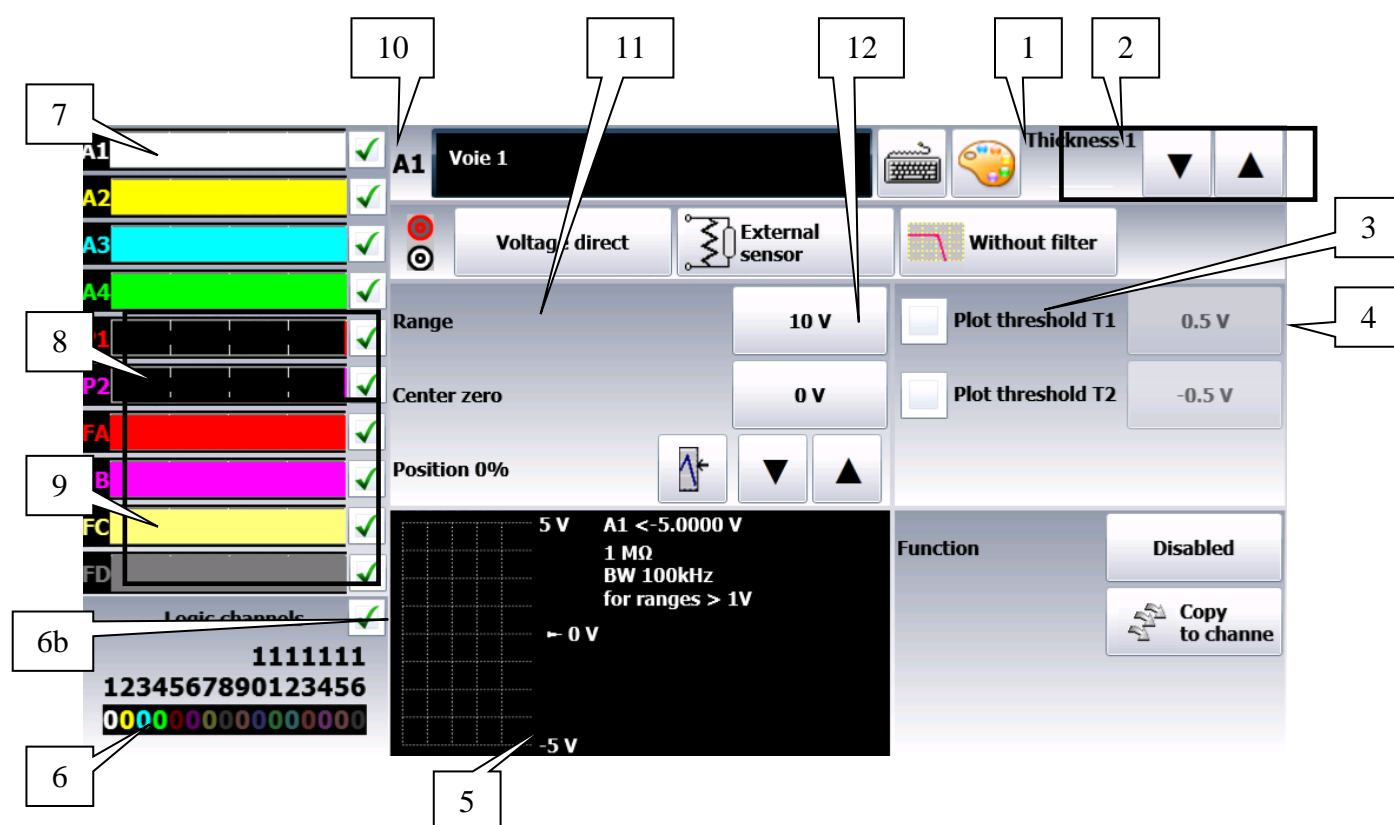 10
11
12
1
2
7
A1
A1
Voie 1
Thickness 1
A2
A3
Voltage direct
External
sensor
Without filter
3
A4
Range
10 V
Plot threshold T1
0.5 V
4
8
P2
Center zero
0 V
Plot threshold T2
-0.5 V
FA
Position 0%
9
B
FC
5 V
A1 <-5.0000 V
1 MΩ
BW 100kHz
for ranges > 1V
Function
Disabled
FD
Logic channels
0 V
Copy
to channe
6b
1111111
1234567890123456
0000000000000000
-5 V
6
5